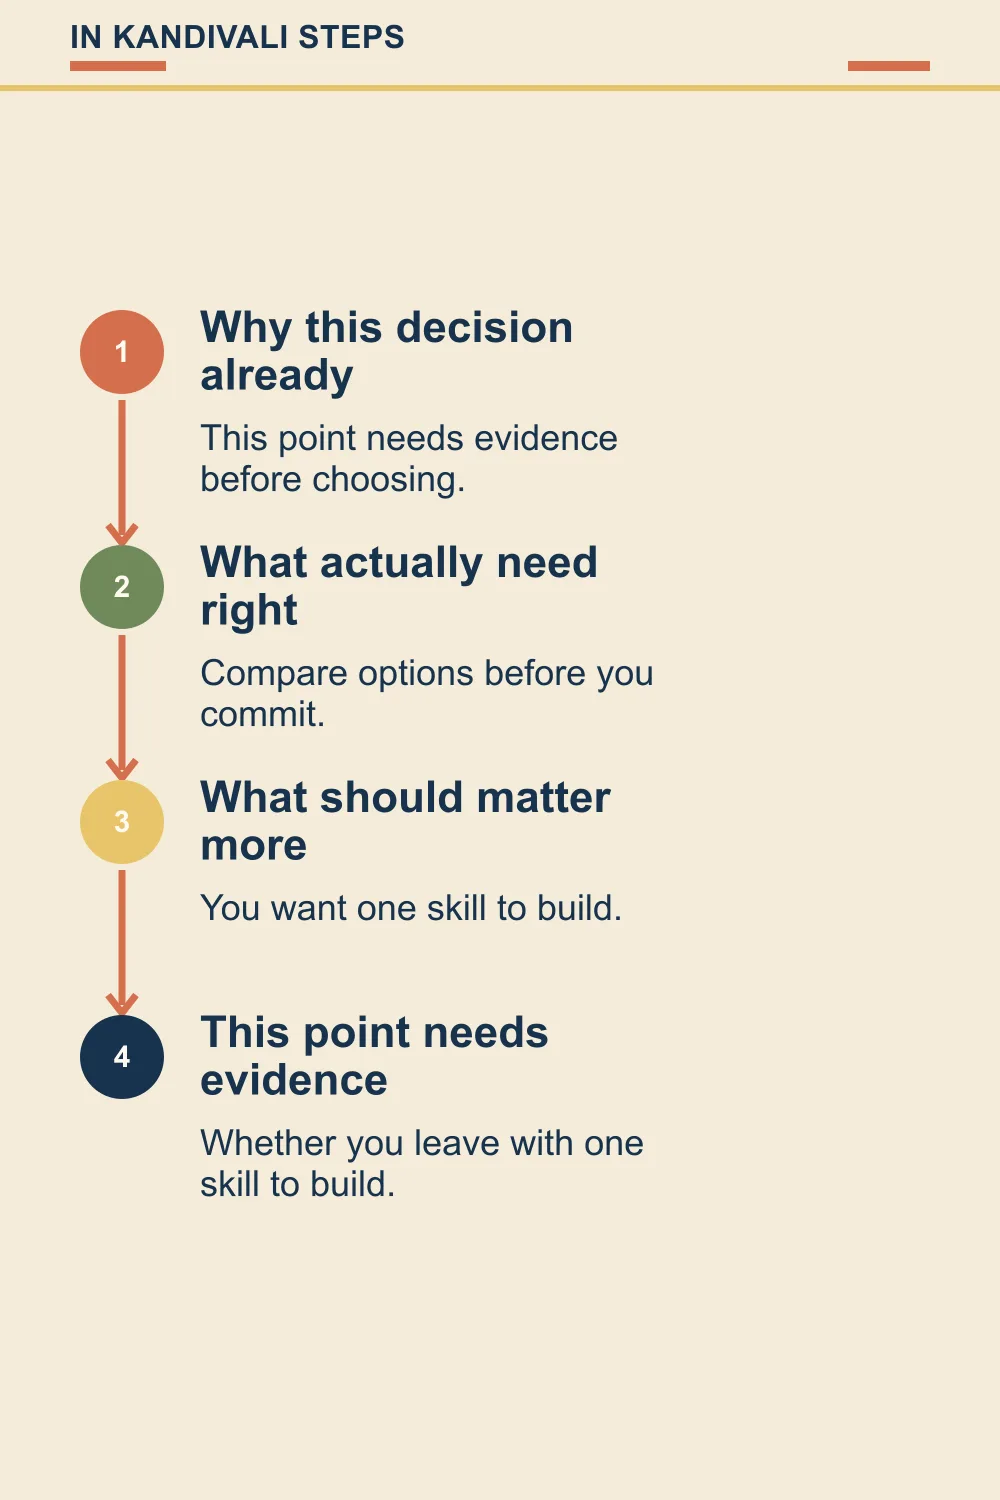 IN KANDIVALI STEPS
1
Why this decision
already
This point needs evidence
before choosing.
2
What actually need
right
Compare options before you
commit.
3
What should matter
more
You want one skill to build.
4
This point needs
evidence
Whether you leave with one
skill to build.